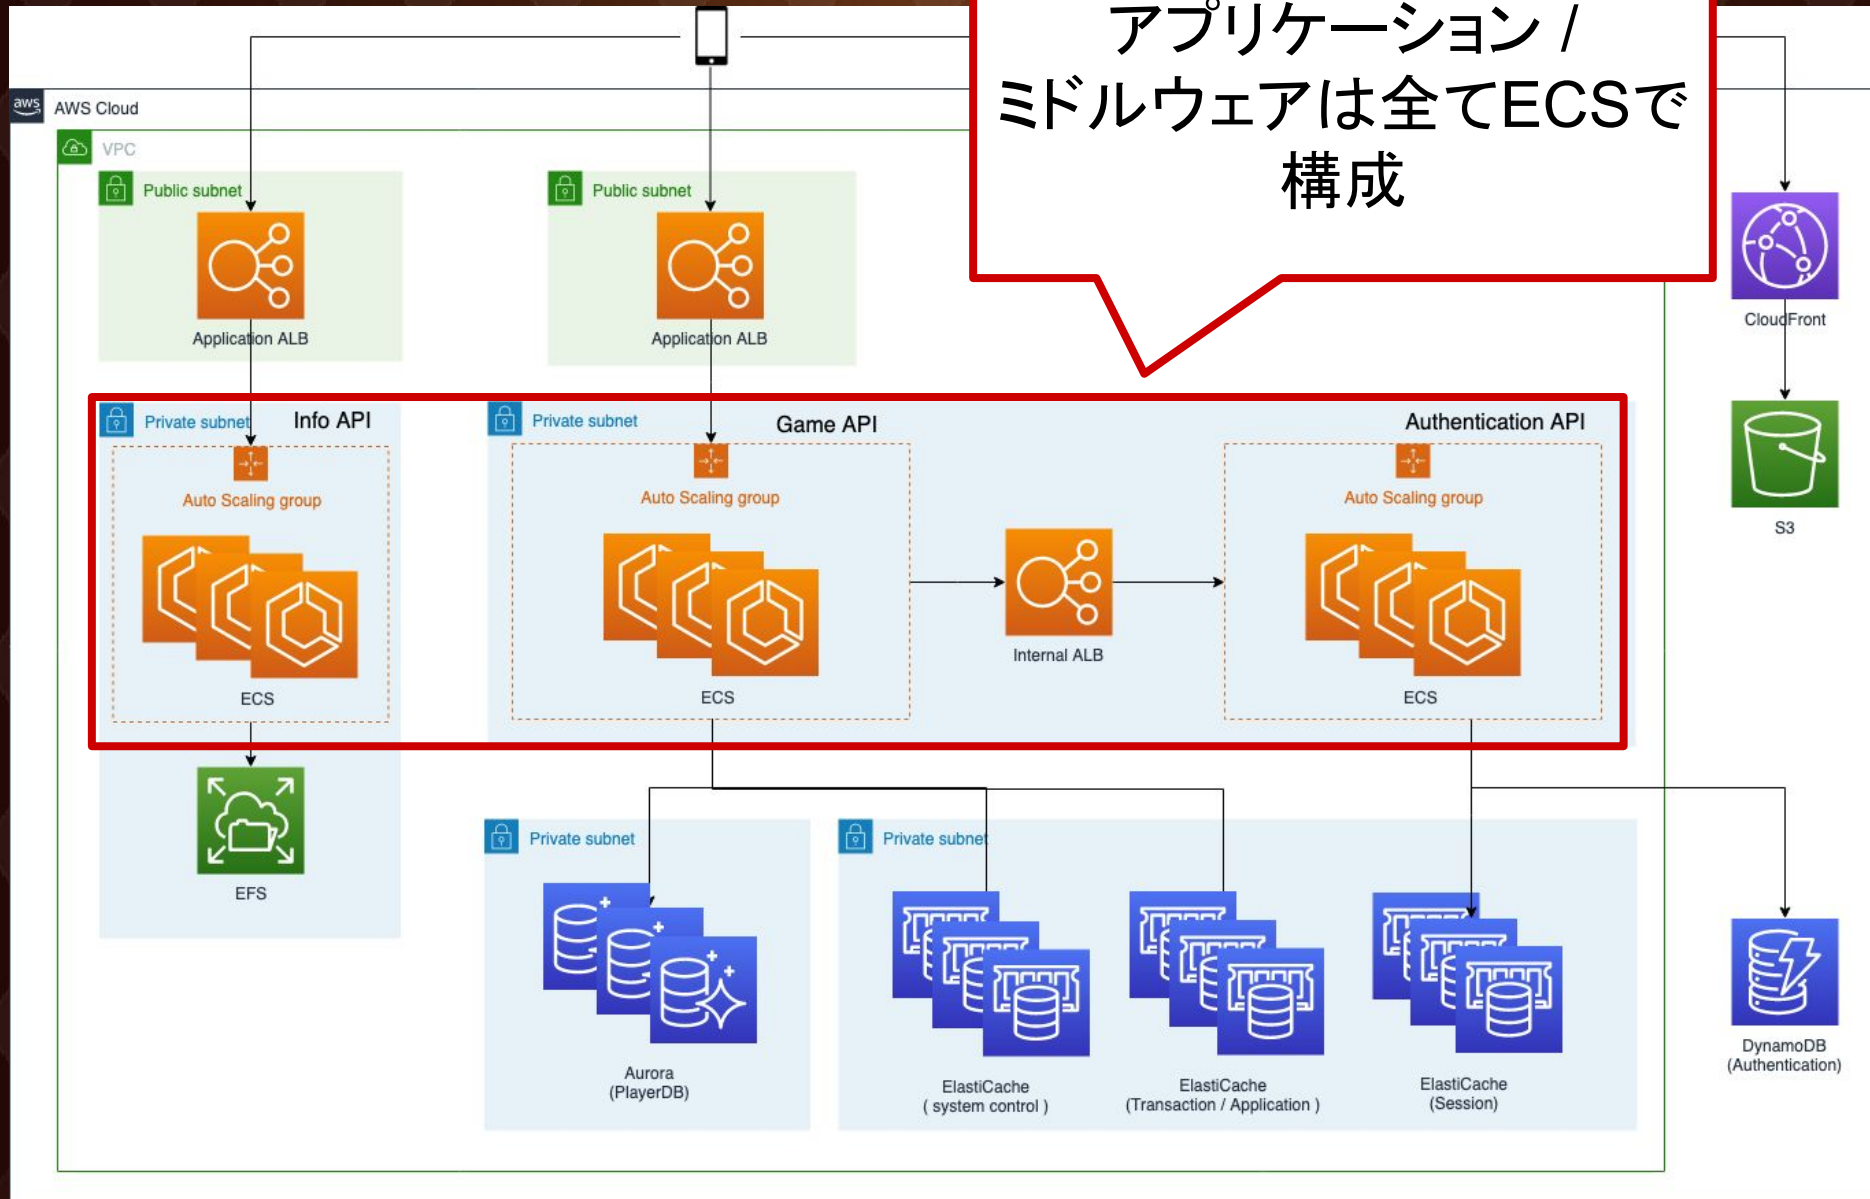 アプリケーション /
ミドルウェアは全てECSで
構成
aws
AWS Cloud
VPC
Public subnet
Application ALB
Public subnet
Application ALB
CloudFront
S3
Private subnet
Info API
Auto Scaling group
ECS
EFS
Private subnet
Game API
Auto Scaling group
ECS
Internal ALB
Authentication API
Auto Scaling group
ECS
Private subnet
Aurora
(PlayerDB)
Private subnet
ElastiCache
( system control )
ElastiCache
(Transaction / Application )
ElastiCache
(Session)
DynamoDB
(Authentication)